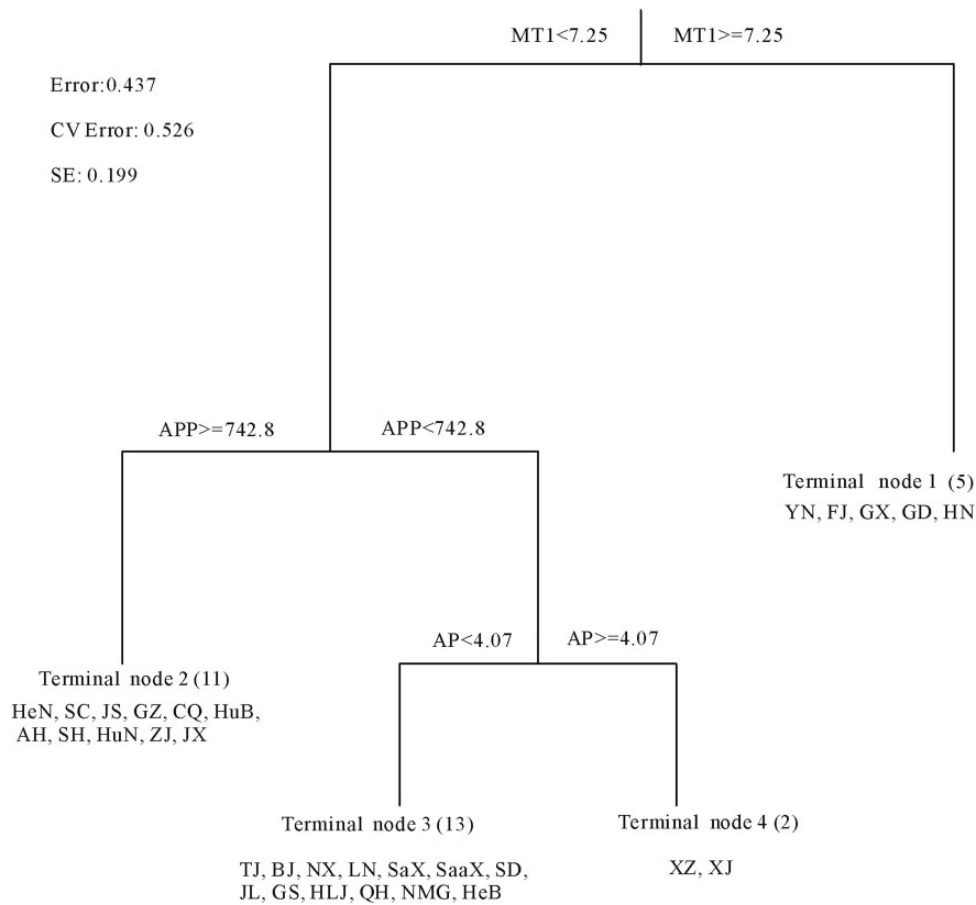 MT1<7.25
MT1>=7.25
Error:0.437
CV Error: 0.526
SE: 0.199
APP>=742.8
APP<742.8
Terminal node 1 (5)
YN, FJ, GX, GD, HN
AP<4.07
AP>=4.07
Terminal node 2 (11)
HeN, SC, JS, GZ, CQ, HuB,
AH, SH, HuN, ZJ, JX
Terminal node 3 (13)
TJ, BJ, NX, LN, SaX, SaaX, SD,
JL, GS, HLJ, QH, NMG, HeB
Terminal node 4 (2)
XZ, XJ